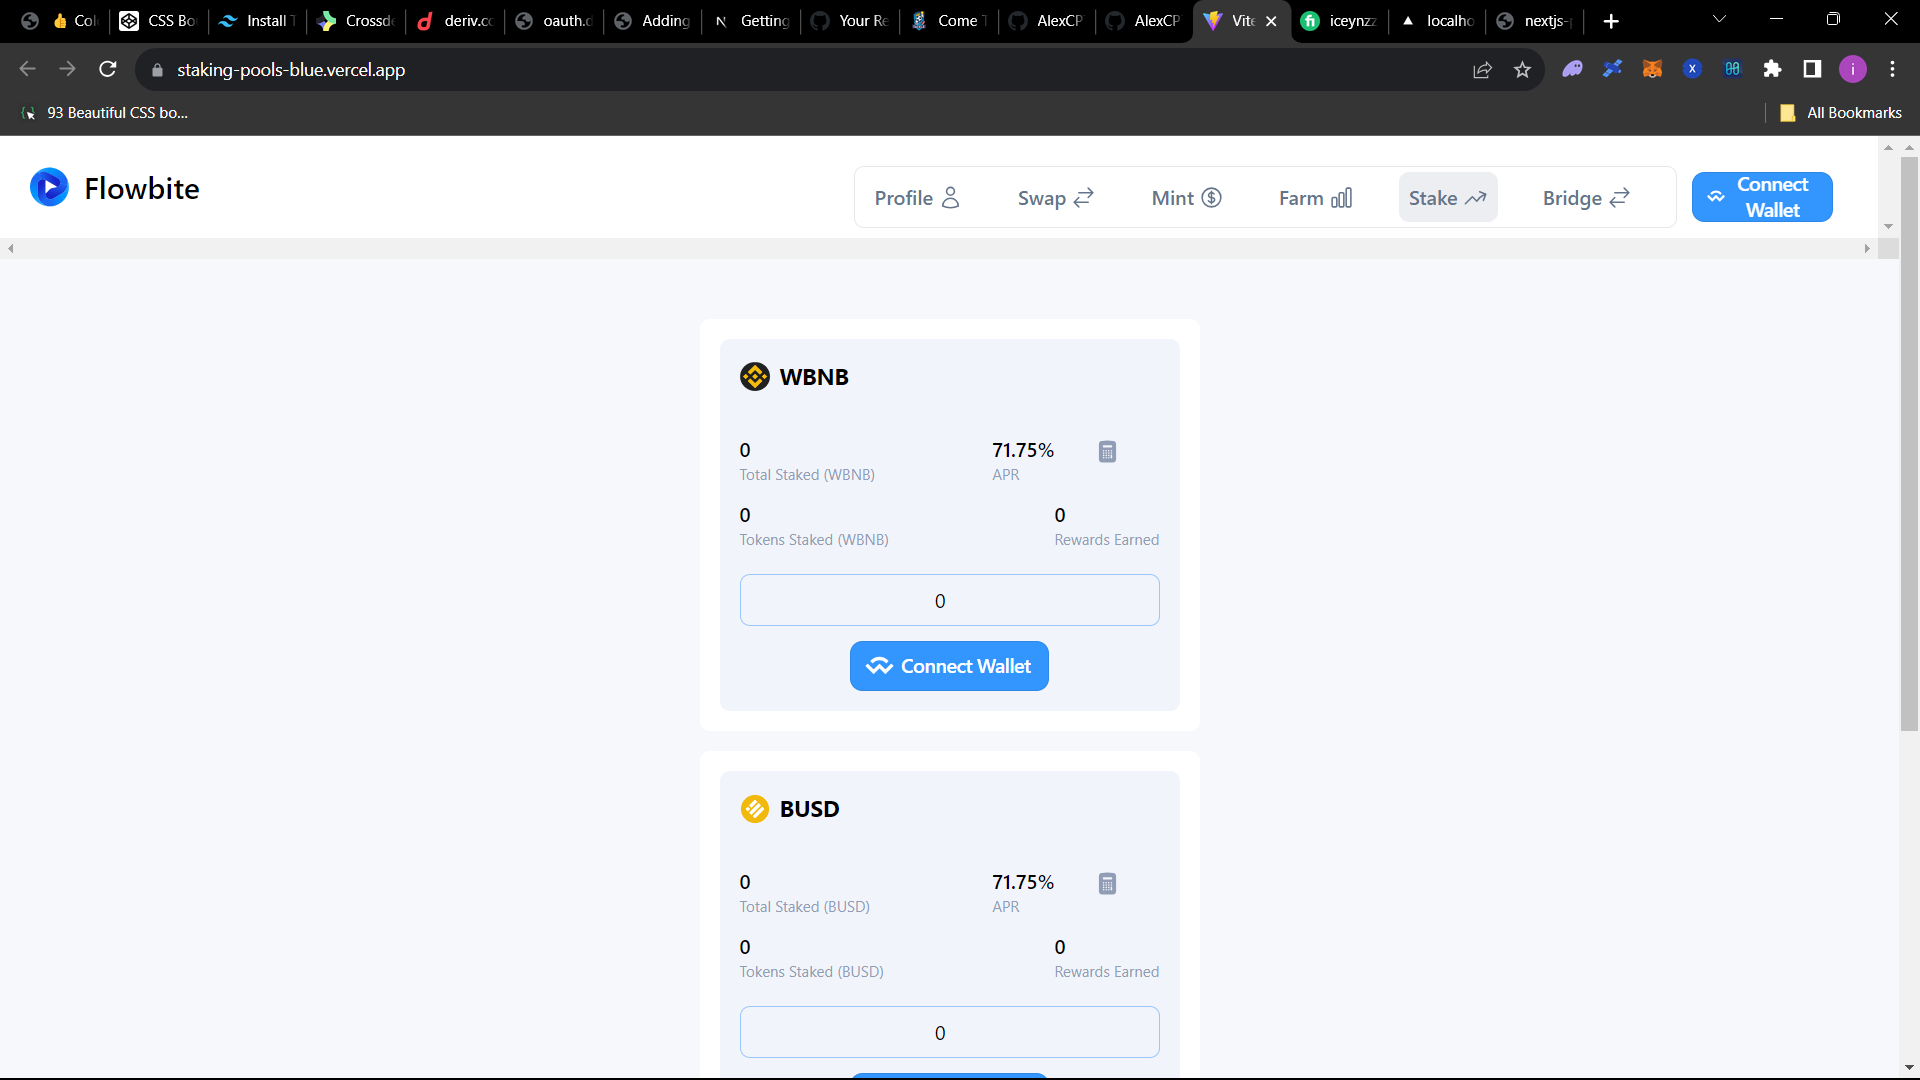 Col
CSS Bo
Install T
Crossde
deriv.co
oauth.d
Adding
Getting
Your Re
Come T
AlexCP
AlexCP
Vite
iceynzz
localho
nextjs-
staking-pools-blue.vercel.app
i
93 Beautiful CSS bo...
All Bookmarks
Flowbite
Profile
Swap
Mint
Farm
Stake
Bridge
Connect
Wallet
WBNB
0
71.75%
Total Staked (WBNB)
APR
0
0
Tokens Staked (WBNB)
Rewards Earned
0
Connect Wallet
BUSD
0
71.75%
Total Staked (BUSD)
APR
0
0
Tokens Staked (BUSD)
Rewards Earned
0